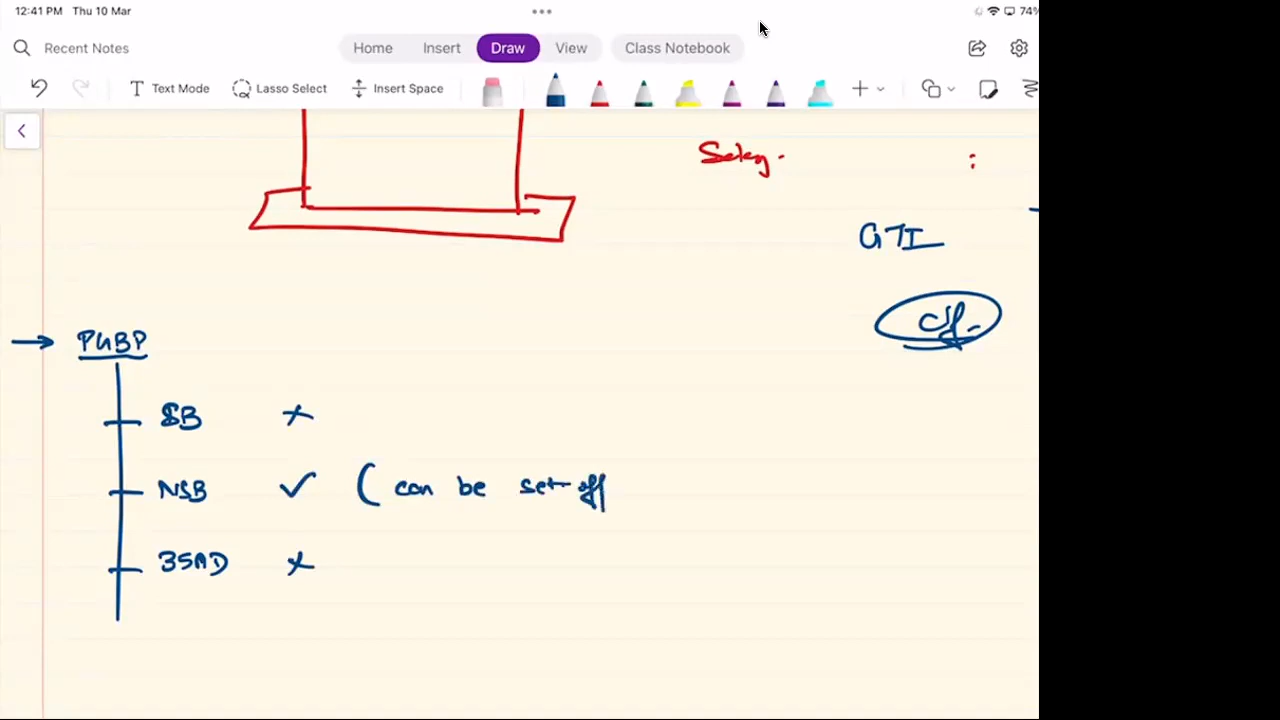 12:41 PM Thu 10 Mar
74%
Recent Notes
Home Insert Draw View Class Notebook
Text Mode Lasso Select Insert Space
:
GTI
PGBP
SB ×
NSB ✓ (can be set-off
35AD ×